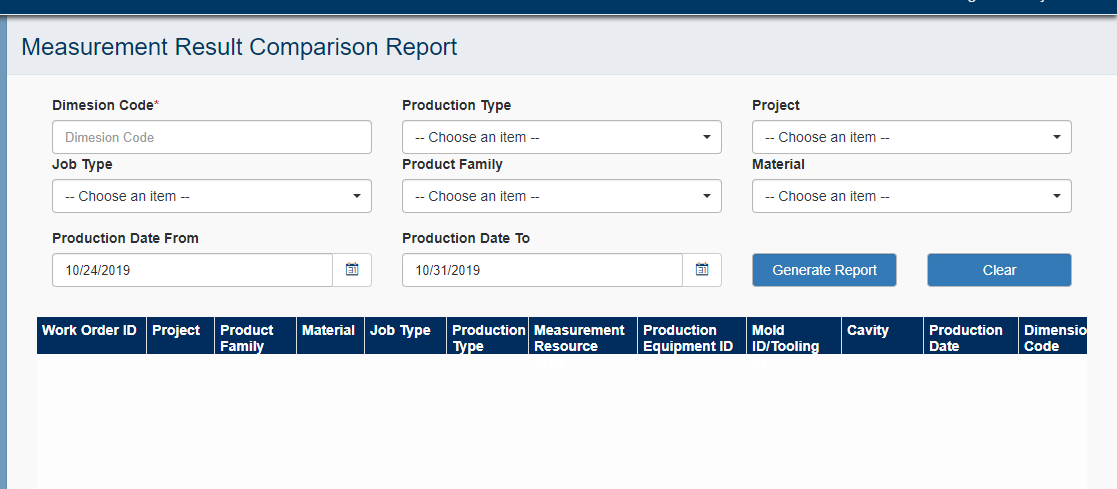 Measurement Result Comparison Report
Dimesion Code* Production Type Project
Dimesion Code -- Choose an item -- -- Choose an item --
Job Type Product Family Material
-- Choose an item -- -- Choose an item -- -- Choose an item --
Production Date From Production Date To
10/24/2019 10/31/2019 Generate Report Clear
Work Order ID Project Product Material Job Type Production Measurement Production Mold Cavity Production Dimensio
Family Type Resource Equipment ID ID/Tooling Date Code